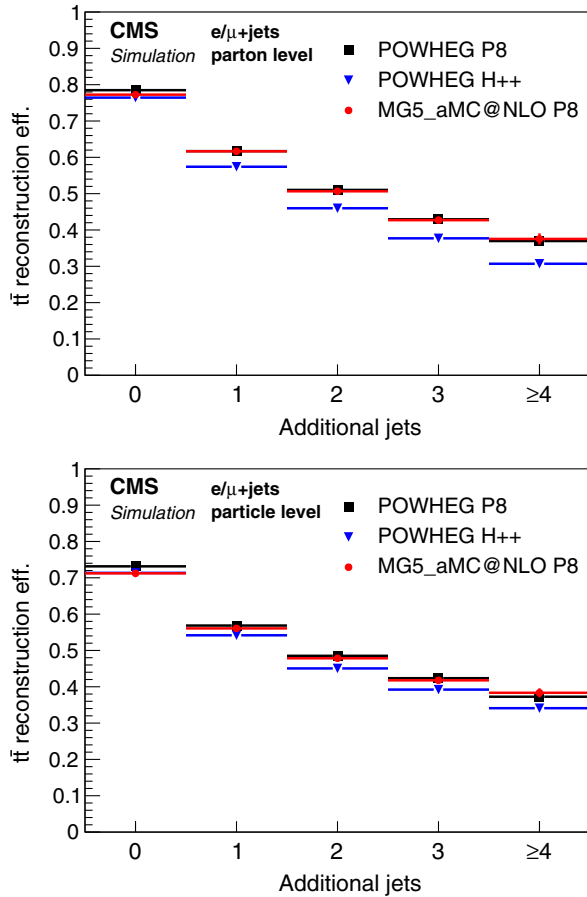 CMS
Simulation
e/μ+jets
parton level
POWHEG P8
POWHEG H++
MG5_aMC@NLO P8
tt̄ reconstruction eff.
1
0.9
0.8
0.7
0.6
0.5
0.4
0.3
0.2
0.1
0
0 1 2 3 ≥4
Additional jets
CMS
Simulation
e/μ+jets
particle level
POWHEG P8
POWHEG H++
MG5_aMC@NLO P8
tt̄ reconstruction eff.
1
0.9
0.8
0.7
0.6
0.5
0.4
0.3
0.2
0.1
0
0 1 2 3 ≥4
Additional jets